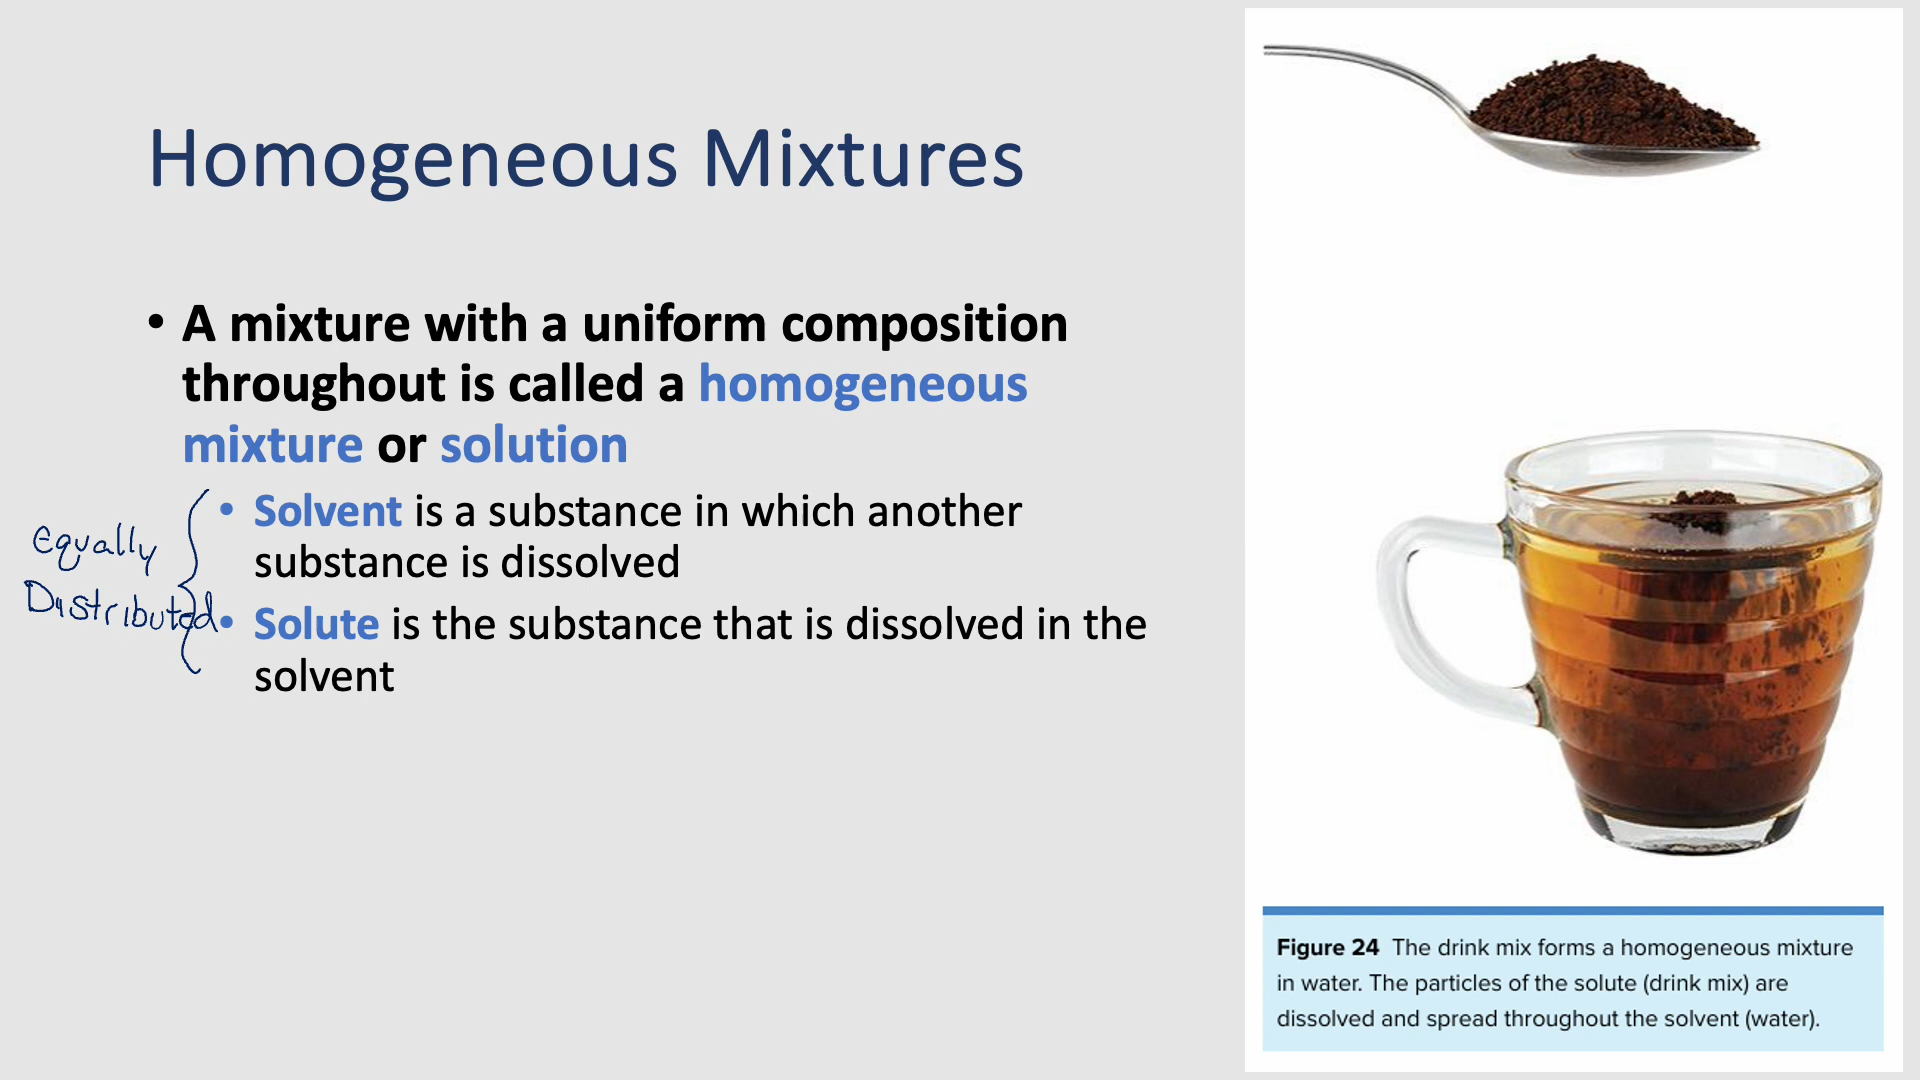 Homogeneous Mixtures
• A mixture with a uniform composition
throughout is called a homogeneous
mixture or solution
• Solvent is a substance in which another
substance is dissolved
• Solute is the substance that is dissolved in the
solvent
Equally
Distributed
Figure 24 The drink mix forms a homogeneous mixture
in water. The particles of the solute (drink mix) are
dissolved and spread throughout the solvent (water).